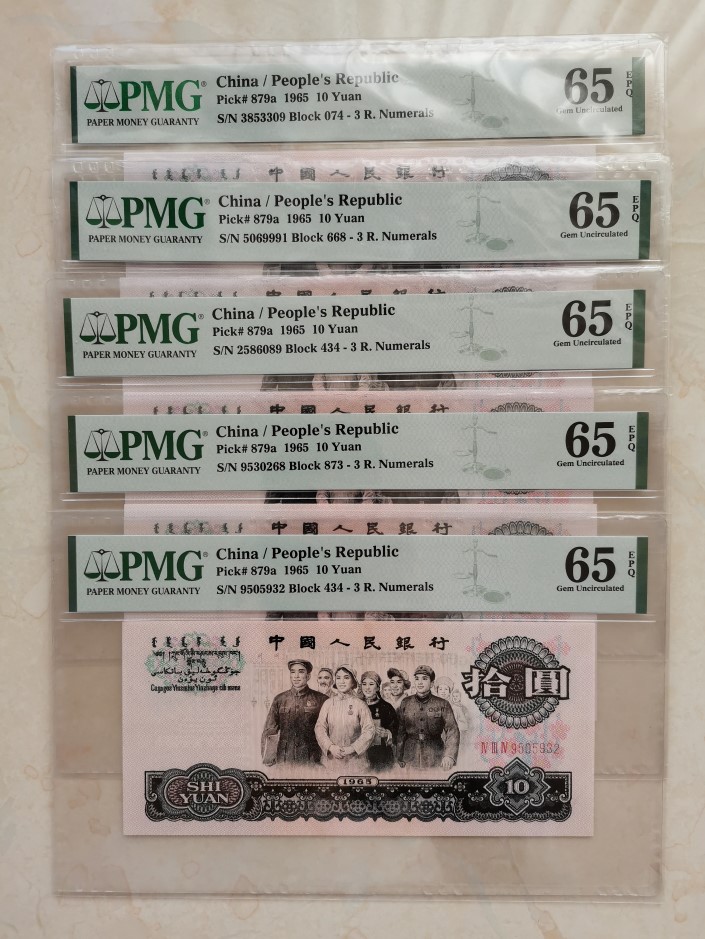 PMG®
PAPER MONEY GUARANTY
China / People's Republic
Pick# 879a 1965 10 Yuan
S/N 3853309 Block 074 - 3 R. Numerals
65 EPQ
Gem Uncirculated
中國人民銀行
PMG®
PAPER MONEY GUARANTY
China / People's Republic
Pick# 879a 1965 10 Yuan
S/N 5069991 Block 668 - 3 R. Numerals
65 EPQ
Gem Uncirculated
中國人民銀行
PMG®
PAPER MONEY GUARANTY
China / People's Republic
Pick# 879a 1965 10 Yuan
S/N 2586089 Block 434 - 3 R. Numerals
65 EPQ
Gem Uncirculated
中國人民銀行
PMG®
PAPER MONEY GUARANTY
China / People's Republic
Pick# 879a 1965 10 Yuan
S/N 9530268 Block 873 - 3 R. Numerals
65 EPQ
Gem Uncirculated
中國人民銀行
PMG®
PAPER MONEY GUARANTY
China / People's Republic
Pick# 879a 1965 10 Yuan
S/N 9505932 Block 434 - 3 R. Numerals
65 EPQ
Gem Uncirculated
中國人民銀行
拾圓
Ⅳ Ⅲ Ⅳ 9505932
1965
SHI
YUAN
10